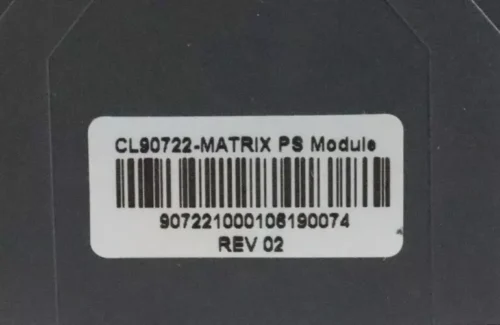 CL90722-MATRIX PS Module
907221000106190074
REV 02